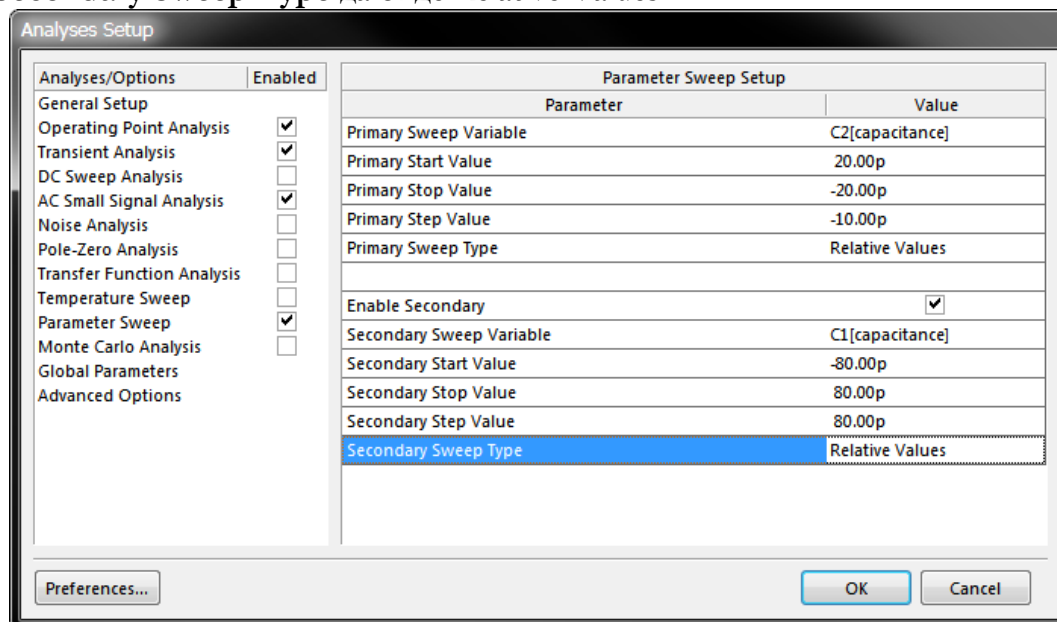 Secondary Sweep Type
Analyses Setup
Analyses/Options Enabled Parameter Sweep Setup
General Setup Parameter Value
Operating Point Analysis Primary Sweep Variable C2[capacitance]
Transient Analysis Primary Start Value 20.00p
DC Sweep Analysis Primary Stop Value -20.00p
AC Small Signal Analysis Primary Step Value -10.00p
Noise Analysis Primary Sweep Type Relative Values
Pole-Zero Analysis
Transfer Function Analysis
Temperature Sweep Enable Secondary
Parameter Sweep Secondary Sweep Variable C1[capacitance]
Monte Carlo Analysis Secondary Start Value -80.00p
Global Parameters Secondary Stop Value 80.00p
Advanced Options Secondary Step Value 80.00p
Secondary Sweep Type Relative Values
Preferences... OK Cancel